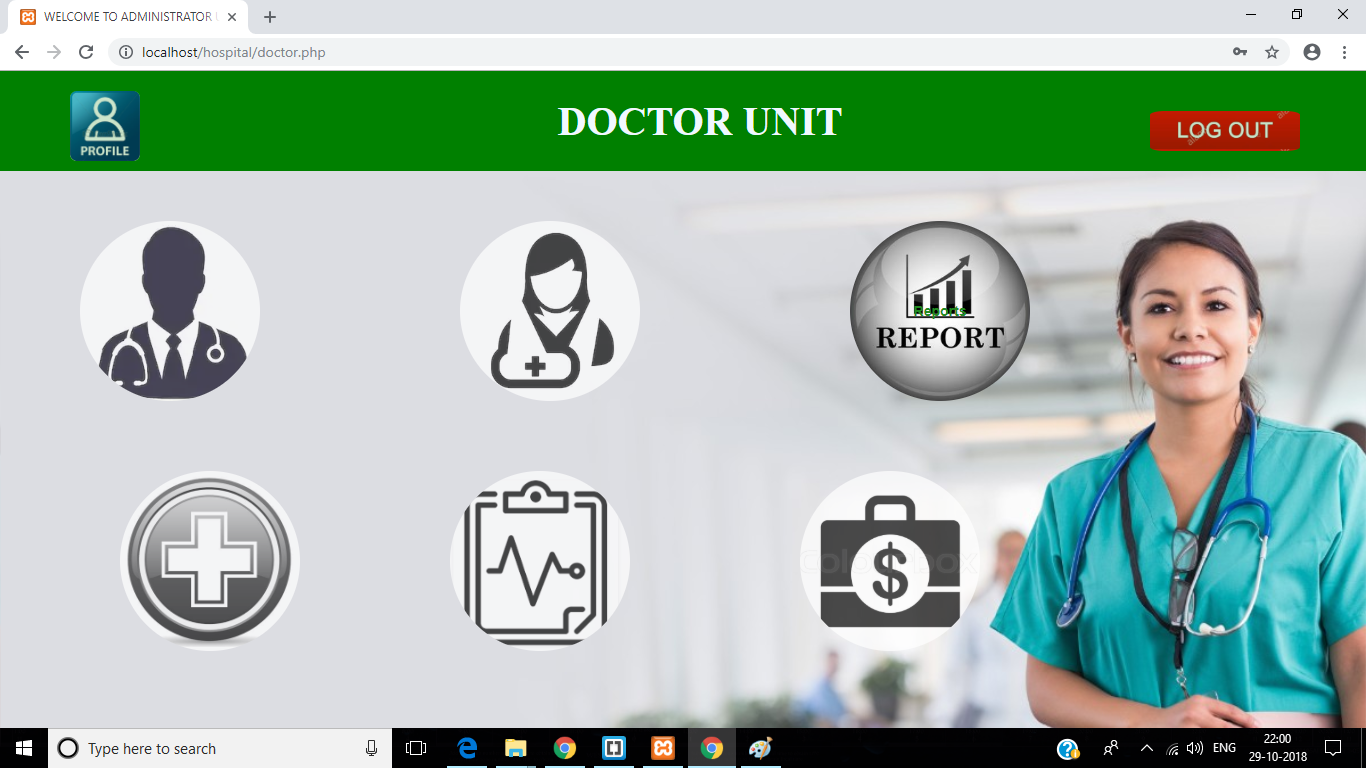 WELCOME TO ADMINISTRATOR
localhost/hospital/doctor.php
PROFILE
DOCTOR UNIT
LOG OUT
Reports
REPORT
$
Type here to search
ENG
22:00
29-10-2018